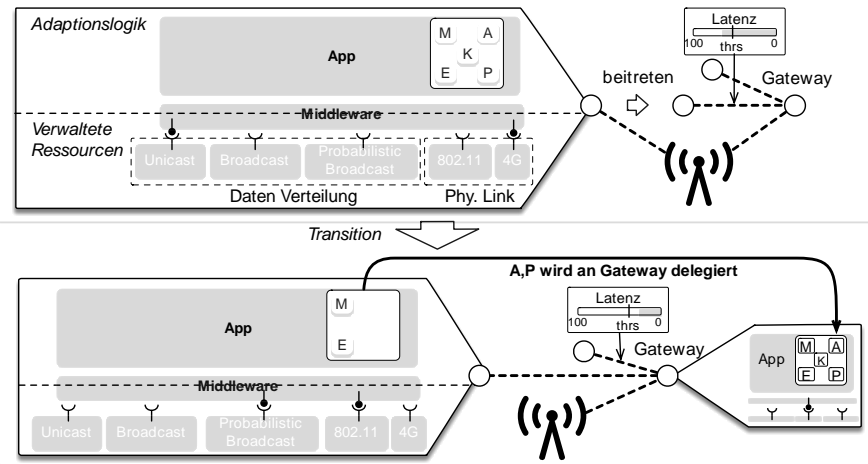 Adaptionslogik
App
M A
K
E P
Middleware
Verwaltete
Ressourcen
Unicast
Broadcast
Probabilistic
Broadcast
802.11
4G
Daten Verteilung
Phy. Link
beitreten
Latenz
100 thrs 0
Gateway
Transition
A,P wird an Gateway delegiert
M
E
App
Middleware
Unicast
Broadcast
Probabilistic
Broadcast
802.11
4G
Latenz
100 thrs 0
Gateway
App
M A
K
E P